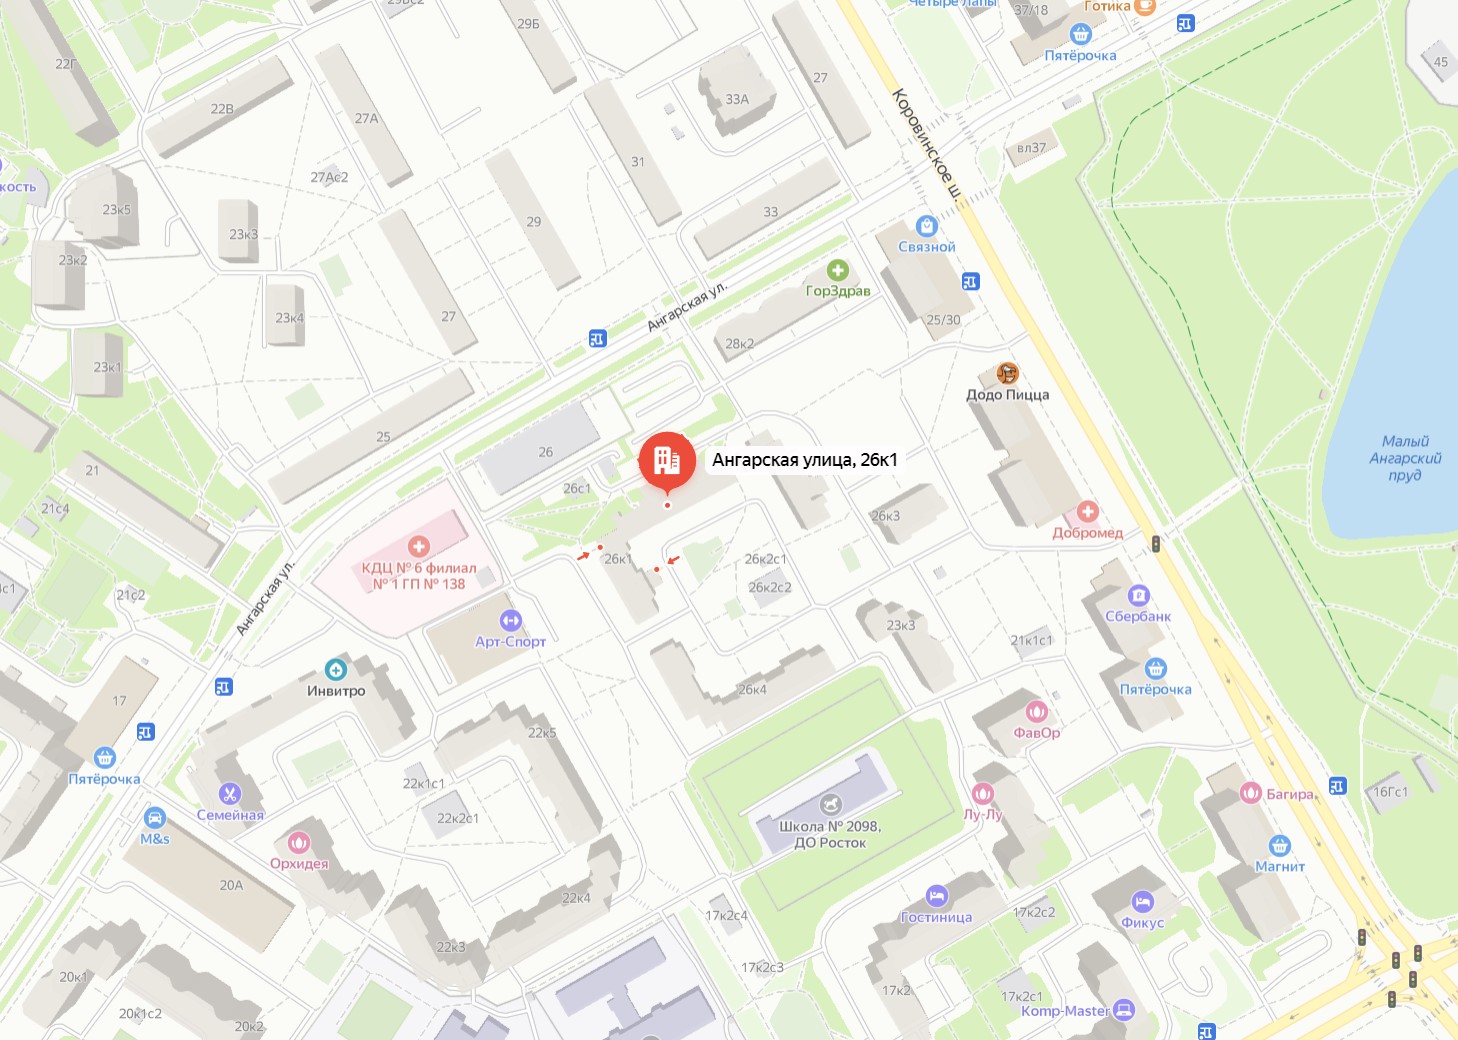 29Бс2
Четыре Лапы
37/18
Готика
Пятёрочка
45
22Г
22В
27А
29Б
33А
27
Коровинское ш.
вл37
31
27Ас2
кость
23к5
23к3
23к2
29
33
Связной
ГорЗдрав
Ангарская ул.
27
23к4
28к2
25/30
23к1
Додо Пицца
25
26
Ангарская улица, 26к1
Малый
Ангарский
пруд
21
21с4
26с1
26к3
Добромед
КДЦ № 6 филиал
№ 1 ГП № 138
26к1
26к2с1
26к2с2
Ангарская ул.
21с2
Арт-Спорт
Сбербанк
23к3
21к1с1
Инвитро
26к4
Пятёрочка
17
ФавОр
22к5
Пятёрочка
22к1с1
Семейная
Лу-Лу
Багира
16Гс1
22к2с1
M&s
Школа № 2098,
ДО Росток
Орхидея
Магнит
20А
22к4
17к2с4
Гостиница
17к2с2
Фикус
22к3
20к1
17к2с3
17к2
17к2с1
Komp-Master
20к1с2
20к2